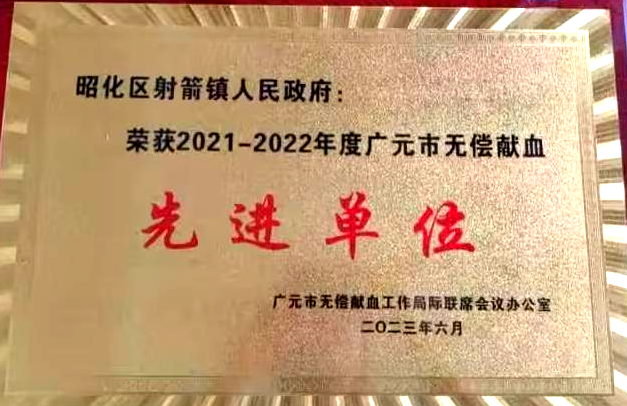 昭化区射箭镇人民政府：
荣获2021-2022年度广元市无偿献血
先进单位
广元市无偿献血工作局际联席会议办公室
二〇二三年六月